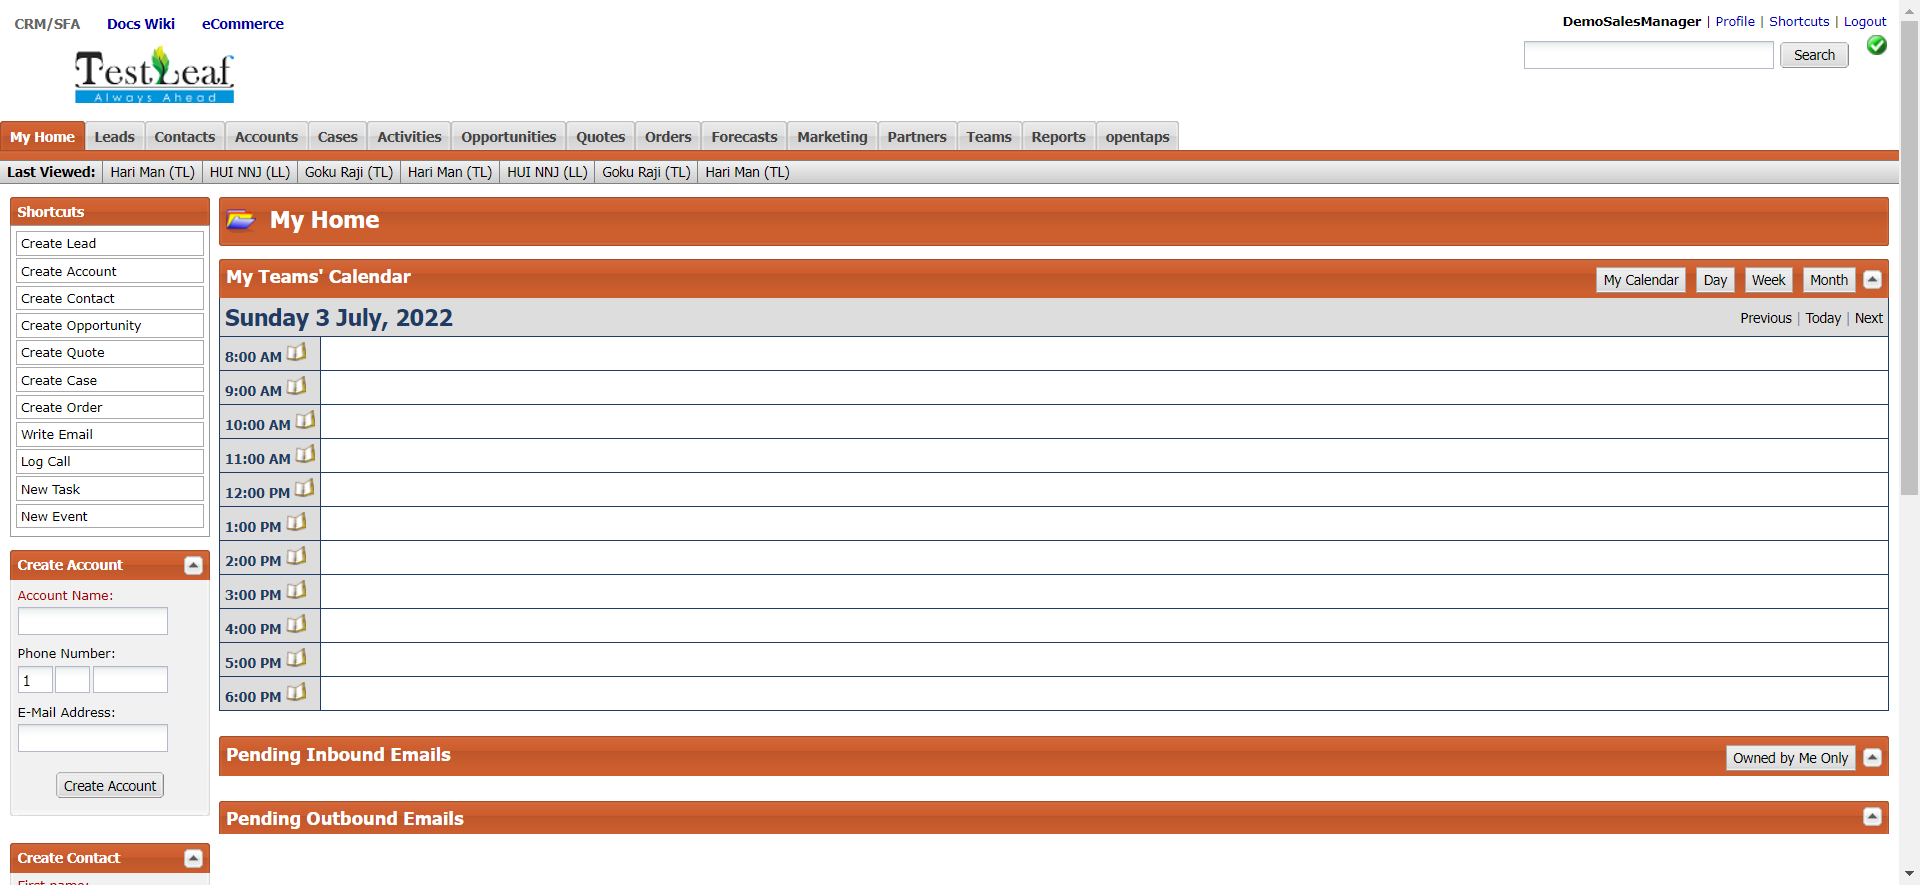 CRM/SFA Docs Wiki eCommerce
DemoSalesManager | Profile | Shortcuts | Logout
Search
TestLeaf
Always Ahead
My Home Leads Contacts Accounts Cases Activities Opportunities Quotes Orders Forecasts Marketing Partners Teams Reports opentaps
Last Viewed: Hari Man (TL) HUI NNJ (LL) Goku Raji (TL) Hari Man (TL) HUI NNJ (LL) Goku Raji (TL) Hari Man (TL)
Shortcuts
Create Lead
Create Account
Create Contact
Create Opportunity
Create Quote
Create Case
Create Order
Write Email
Log Call
New Task
New Event
Create Account
Account Name:
Phone Number:
1
E-Mail Address:
Create Account
Create Contact
First name:
My Home
My Teams' Calendar
My Calendar Day Week Month
Sunday 3 July, 2022
Previous | Today | Next
8:00 AM
9:00 AM
10:00 AM
11:00 AM
12:00 PM
1:00 PM
2:00 PM
3:00 PM
4:00 PM
5:00 PM
6:00 PM
Pending Inbound Emails
Owned by Me Only
Pending Outbound Emails